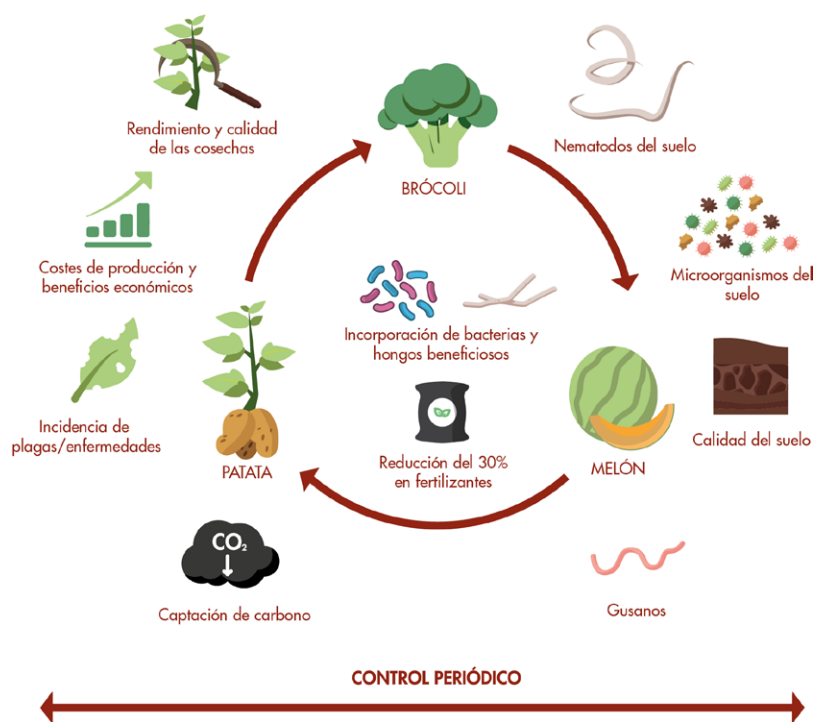 Rendimiento y calidad
de las cosechas
BRÓCOLI
Nematodos del suelo
Costes de producción y
beneficios económicos
Microorganismos del
suelo
Incorporación de bacterias y
hongos beneficiosos
Incidencia de
plagas/enfermedades
PATATA
Reducción del 30%
en fertilizantes
MELÓN
Calidad del suelo
CO₂
Captación de carbono
Gusanos
CONTROL PERIÓDICO